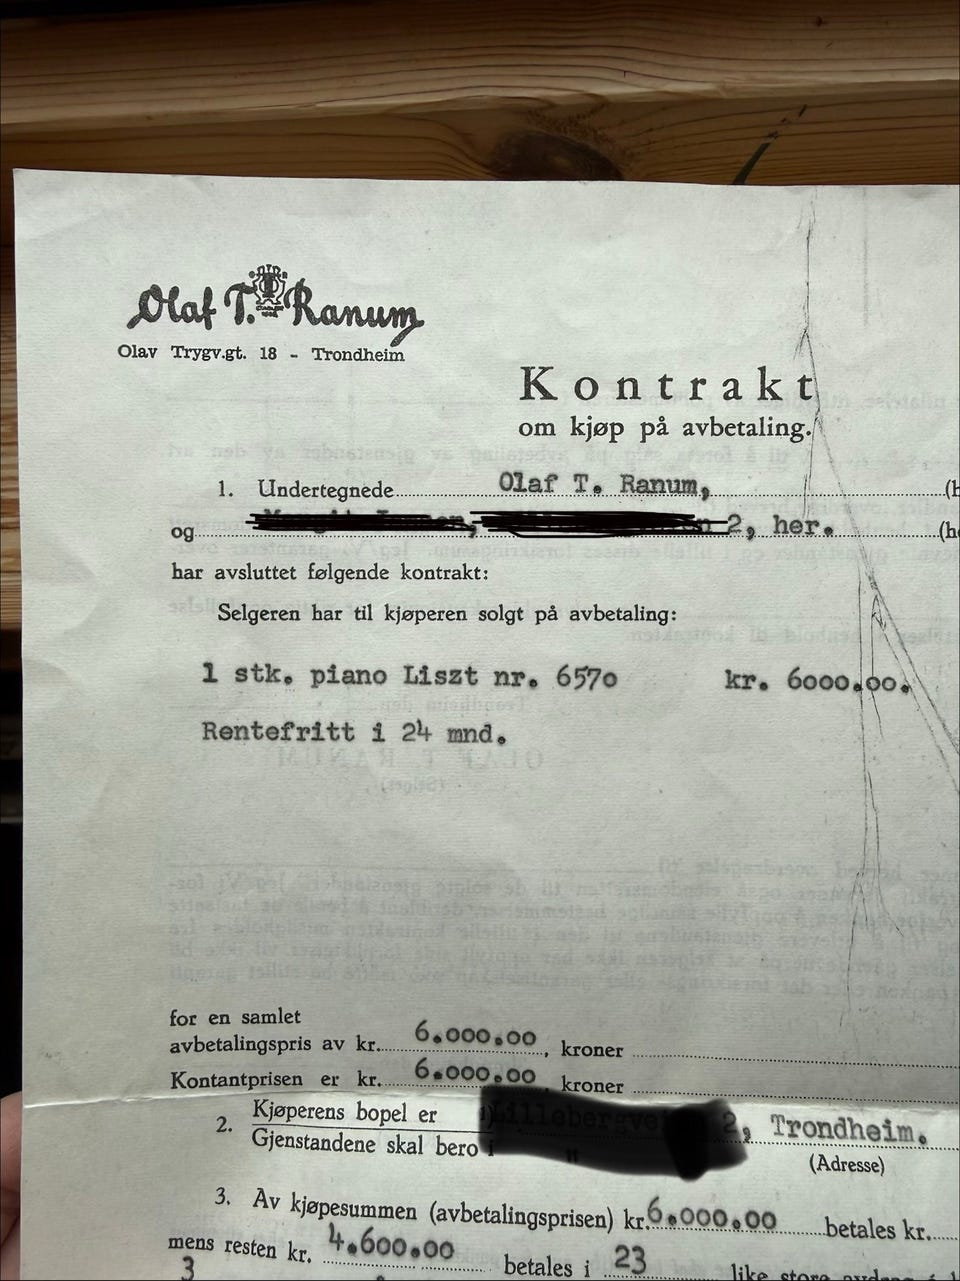 Olaf T. Ranum
Olav Trygv.gt. 18 - Trondheim
Kontrakt
om kjøp på avbetaling.
1. Undertegnede Olaf T. Ranum,
og 2, her.
har avsluttet følgende kontrakt:
Selgeren har til kjøperen solgt på avbetaling:
1 stk. piano Liszt nr. 6570 kr. 6000.00.
Rentefritt i 24 mnd.
for en samlet
avbetalingspris av kr. 6.000.00, kroner
Kontantprisen er kr. 6.000.00 kroner
2. Kjøperens bopel er 2, Trondheim.
Gjenstandene skal bero i "
(Adresse)
3. Av kjøpesummen (avbetalingsprisen) kr. 6.000.00 betales kr.
mens resten kr. 4.600.00 betales i 23 like store
3